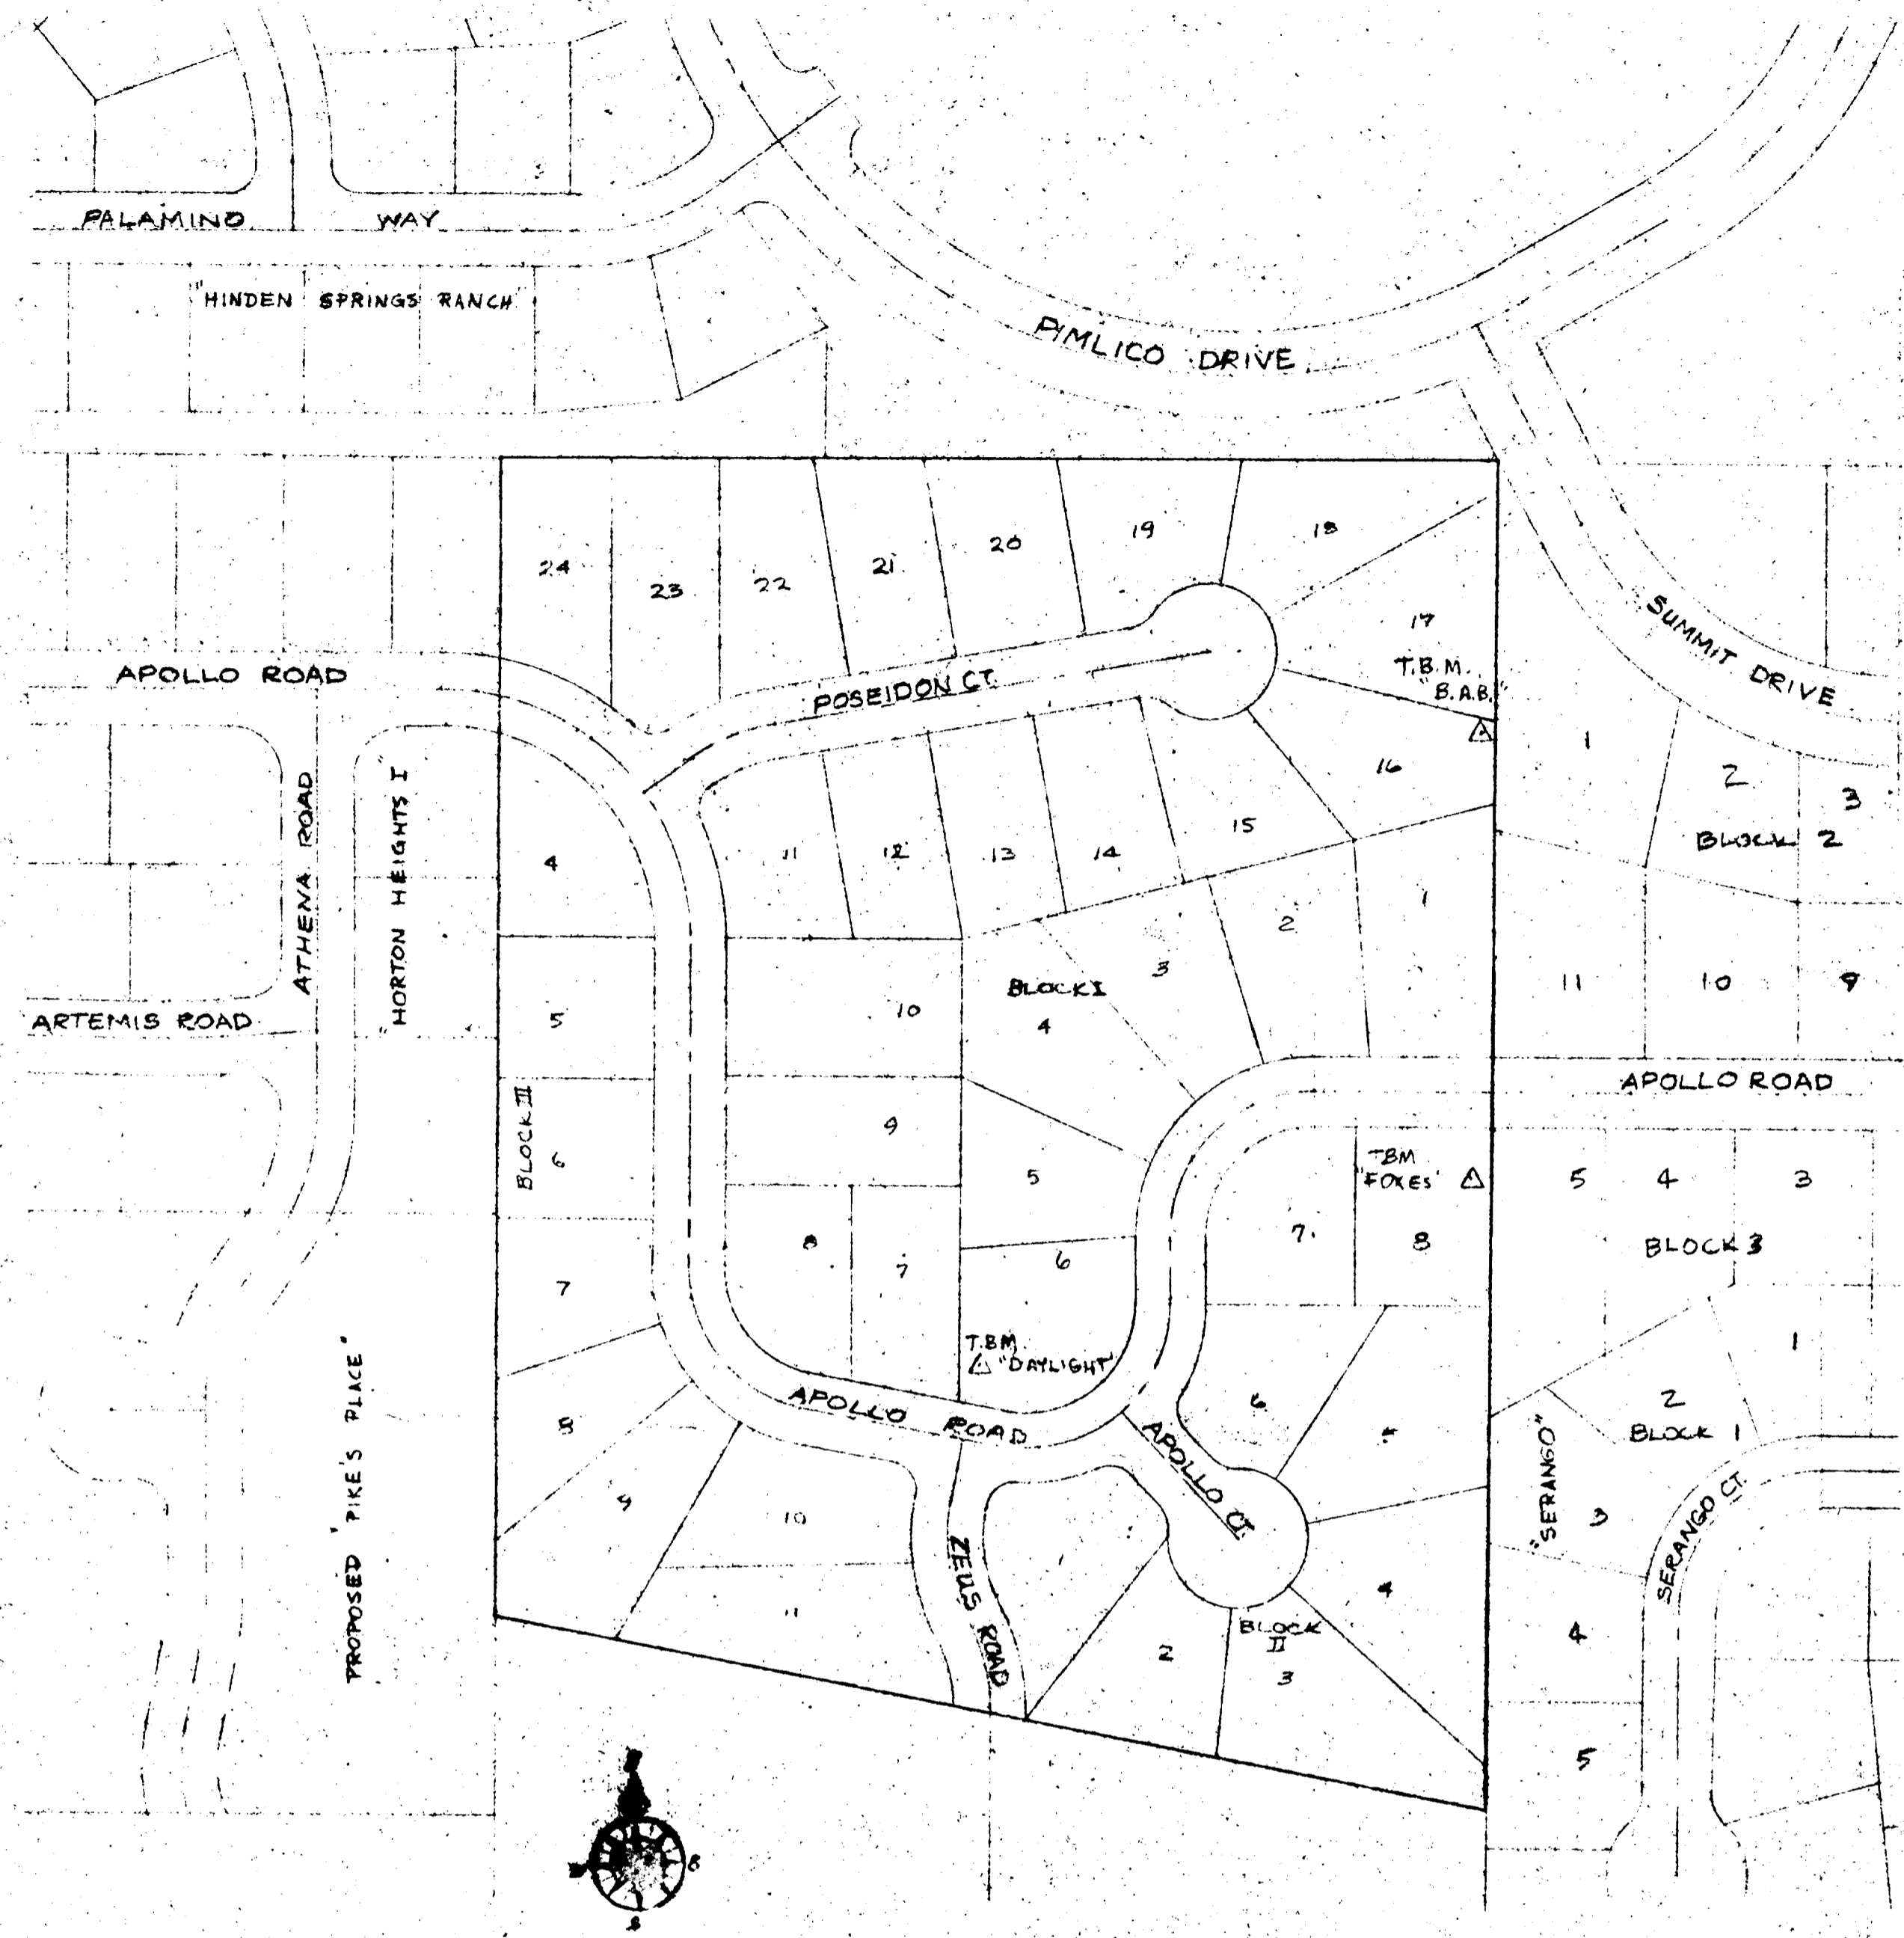 PALAMINO WAY
"HINDEN SPRINGS RANCH"
PIMLICO DRIVE
SUMMIT DRIVE
24
23
22
21
20
19
18
17
T.B.M.
"B.A.B."
APOLLO ROAD
POSEIDON CT.
16
15
14
13
12
11
4
ATHENA ROAD
"HORTON HEIGHTS I"
ARTEMIS ROAD
1
2
3
BLOCK 2
11
10
9
1
2
3
BLOCK I
4
10
5
BLOCK III
6
9
5
APOLLO ROAD
TBM
"FOXES"
5
4
3
BLOCK 3
7
8
7
8
6
7
T.BM.
"DAYLIGHT"
1
2
BLOCK 1
APOLLO ROAD
APOLLO CT.
6
8
9
10
11
ZEUS ROAD
4
2
BLOCK
II
3
"SERANGO"
SERANGO CT.
3
4
5
PROPOSED "PIKE'S PLACE"
S